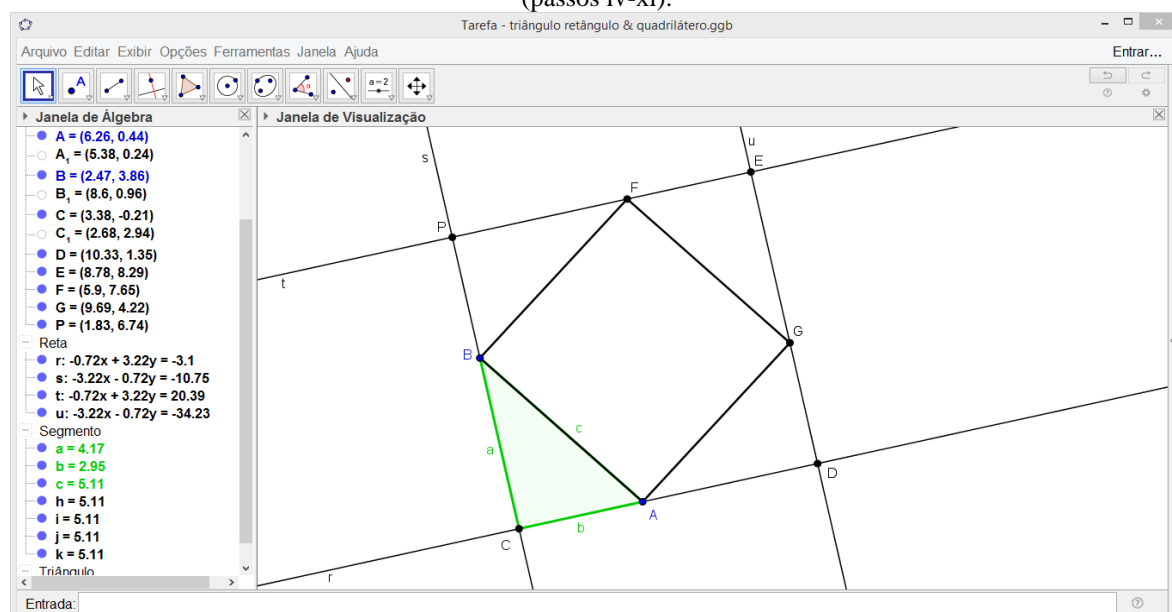 (passos iv-xi).
Tarefa - triângulo retângulo & quadrilátero.ggb
Arquivo Editar Exibir Opções Ferramentas Janela Ajuda
Entrar...
A
a=2
α
Janela de Álgebra
Janela de Visualização
A = (6.26, 0.44)
A₁ = (5.38, 0.24)
B = (2.47, 3.86)
B₁ = (8.6, 0.96)
C = (3.38, -0.21)
C₁ = (2.68, 2.94)
D = (10.33, 1.35)
E = (8.78, 8.29)
F = (5.9, 7.65)
G = (9.69, 4.22)
P = (1.83, 6.74)
Reta
r: -0.72x + 3.22y = -3.1
s: -3.22x - 0.72y = -10.75
t: -0.72x + 3.22y = 20.39
u: -3.22x - 0.72y = -34.23
Segmento
a = 4.17
b = 2.95
c = 5.11
h = 5.11
i = 5.11
j = 5.11
k = 5.11
Triângulo
s
u
E
F
P
t
G
B
c
a
D
A
b
C
r
Entrada: